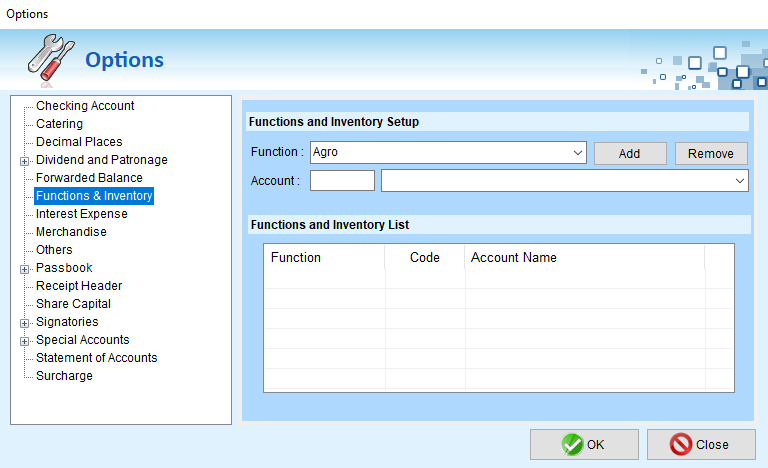 Options
Options
Checking Account
Catering
Decimal Places
Dividend and Patronage
Forwarded Balance
Functions & Inventory
Interest Expense
Merchandise
Others
Passbook
Receipt Header
Share Capital
Signatories
Special Accounts
Statement of Accounts
Surcharge
Functions and Inventory Setup
Function : Agro Add Remove
Account :
Functions and Inventory List
Function Code Account Name
OK Close